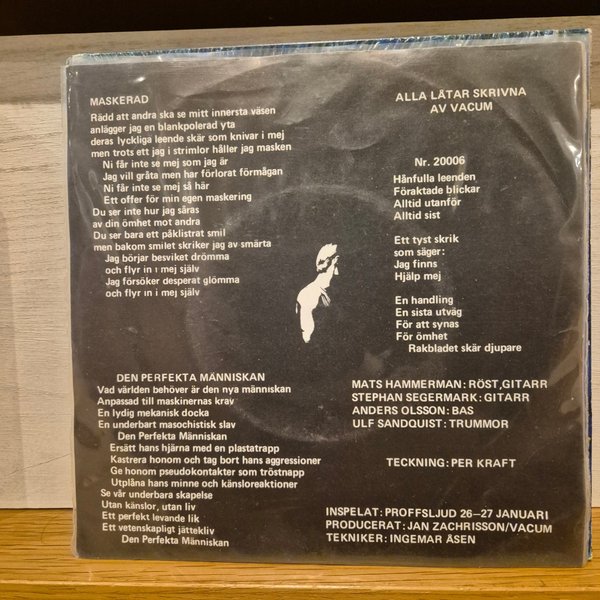 MASKERAD
Rädd att andra ska se mitt innersta väsen
anlägger jag en blankpolerad yta
deras lyckliga leende skär som knivar i mej
men trots ett jag i strimlor håller jag masken
Ni får inte se mej som jag är
Jag vill gråta men har förlorat förmågan
Ni får inte se mej så här
Ett offer för min egen maskering
Du ser inte hur jag såras
av din ömhet mot andra
Du ser bara ett påklistrat smil
men bakom smilet skriker jag av smärta
Jag börjar besviket drömma
och flyr in i mej själv
Jag försöker desperat glömma
och flyr in i mej själv
DEN PERFEKTA MÄNNISKAN
Vad världen behöver är den nya människan
Anpassad till maskinernas krav
En lydig mekanisk docka
En underbart masochistisk slav
Den Perfekta Människan
Ersätt hans hjärna med en plastatrapp
Kastrera honom och tag bort hans aggressioner
Ge honom pseudokontakter som tröstnapp
Utplåna hans minne och känsloreaktioner
Se vår underbara skapelse
Utan känslor, utan liv
Ett perfekt levande lik
Ett vetenskapligt jättekliv
Den Perfekta Människan
ALLA LÅTAR SKRIVNA
AV VACUM
Nr. 20006
Hånfulla leenden
Föraktade blickar
Alltid utanför
Alltid sist
Ett tyst skrik
som säger:
Jag finns
Hjälp mej
En handling
En sista utväg
För att synas
För ömhet
Rakbladet skär djupare
MATS HAMMERMAN: RÖST, GITARR
STEPHAN SEGERMARK: GITARR
ANDERS OLSSON: BAS
ULF SANDQUIST: TRUMMOR
TECKNING: PER KRAFT
INSPELAT: PROFFSLJUD 26–27 JANUARI
PRODUCERAT: JAN ZACHRISSON/VACUM
TEKNIKER: INGEMAR ÅSEN